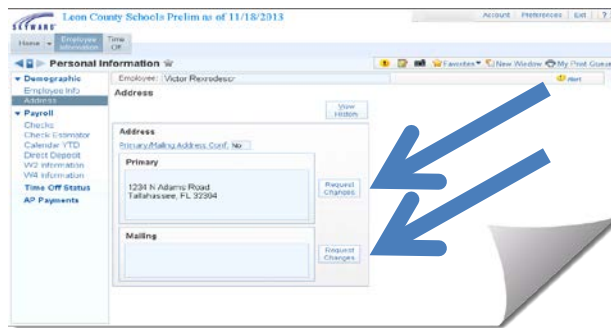 SKYWARD
Leon County Schools Prelim as of 11/18/2013
Account Preferences Exit ?
Home Employee Information Time Off
Personal Information
Favorites New Window My Print Queue
Demographic
Employee Info
Address
Payroll
Checks
Check Estimator
Calendar YTD
Direct Deposit
W2 Information
W4 Information
Time Off Status
AP Payments
Employee: Victor
Alert
Address
View History
Address
Primary/Mailing Address Conf: No
Primary
1234 N Adams Road
Tallahassee, FL 32304
Request Changes
Mailing
Request Changes